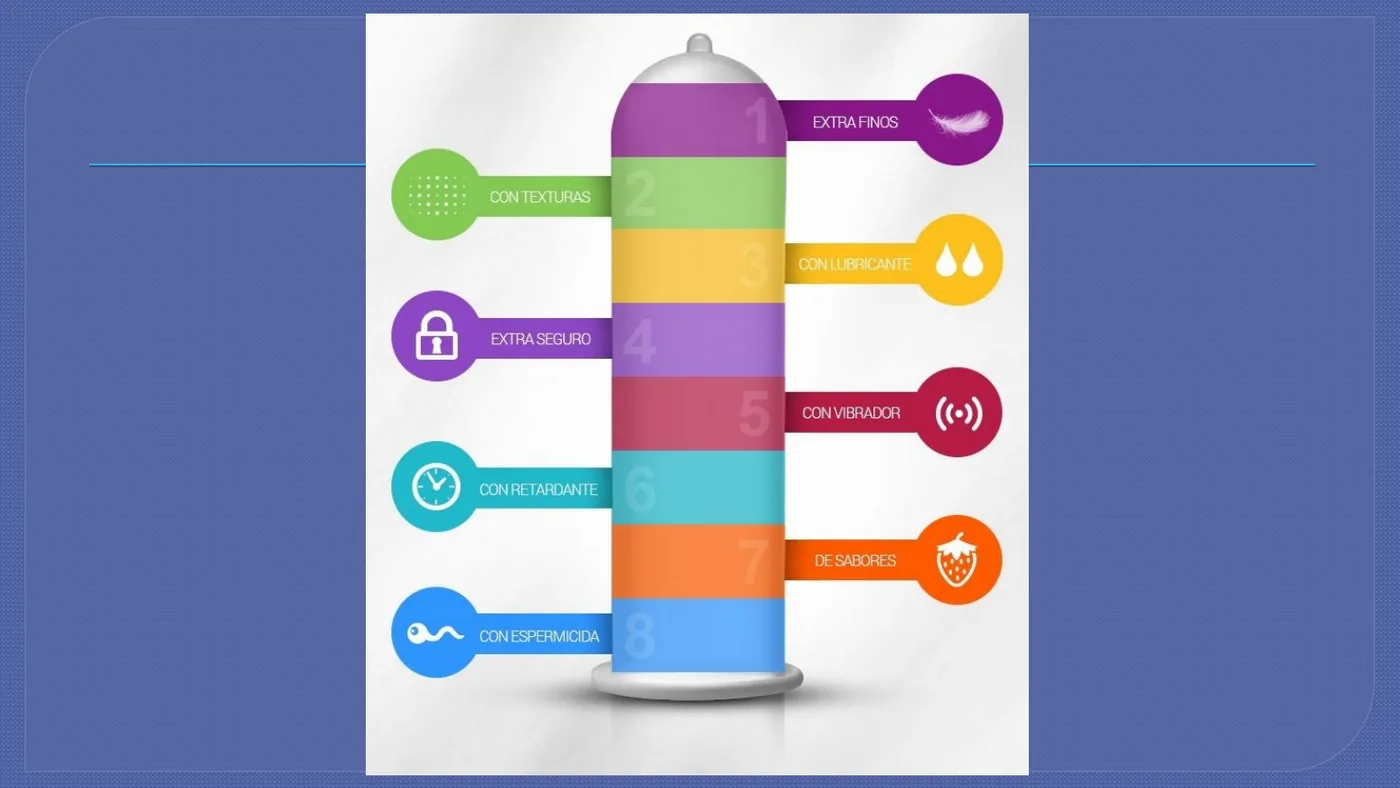 1
EXTRA FINOS
CON TEXTURAS
2
3
CON LUBRICANTE
EXTRA SEGURO
4
5
CON VIBRADOR
CON RETARDANTE
6
7
DE SABORES
CON ESPERMICIDA
8